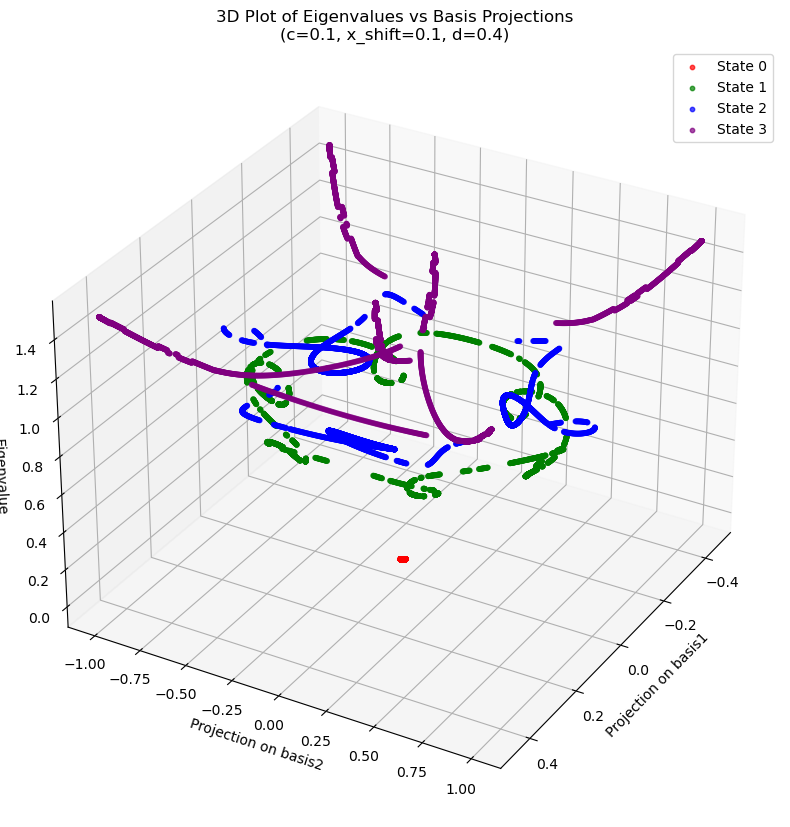 3D Plot of Eigenvalues vs Basis Projections
(c=0.1, x_shift=0.1, d=0.4)
State 0
State 1
State 2
State 3
1.4
1.2
1.0
0.8
0.6
0.4
0.2
0.0
Eigenvalue
−1.00
−0.75
−0.50
−0.25
0.00
0.25
0.50
0.75
1.00
Projection on basis2
−0.4
−0.2
0.0
0.2
0.4
Projection on basis1